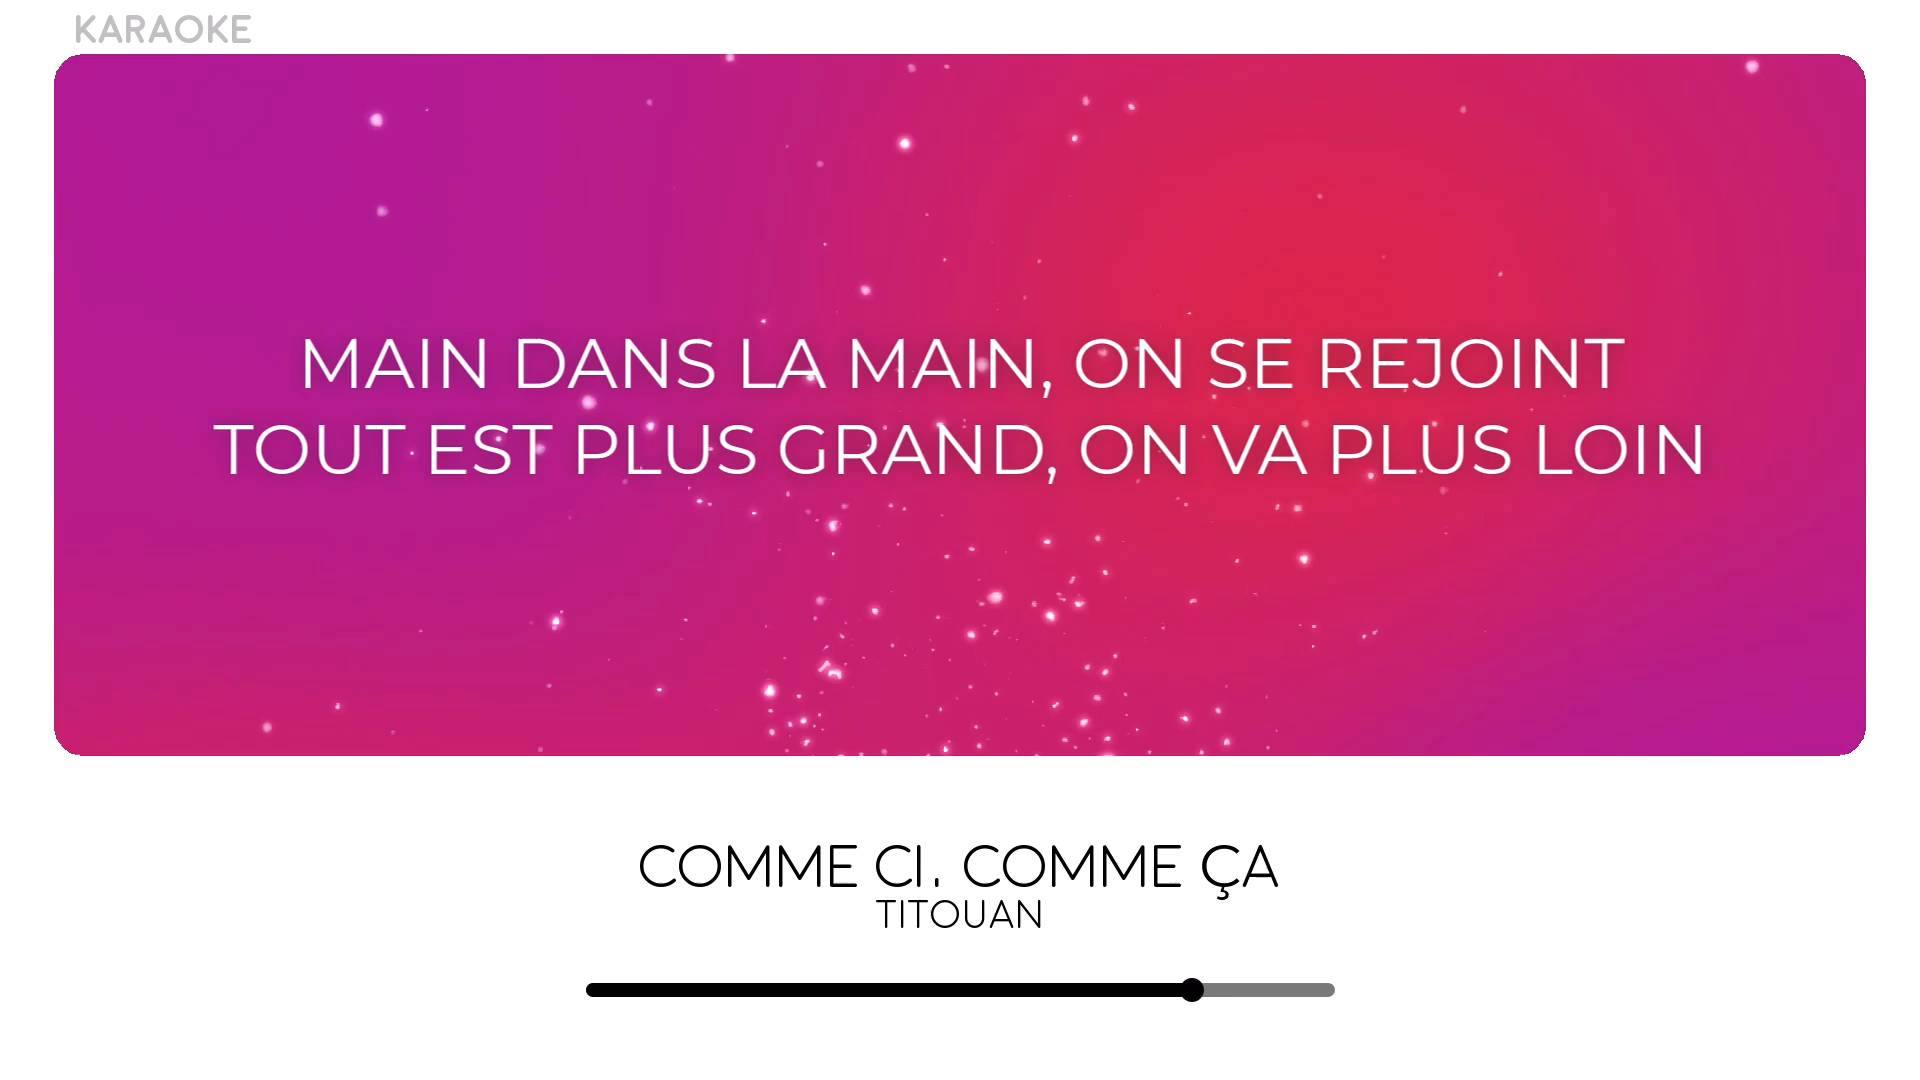 KARAOKE
MAIN DANS LA MAIN, ON SE REJOINT
TOUT EST PLUS GRAND, ON VA PLUS LOIN
COMME CI, COMME ÇA
TITOUAN